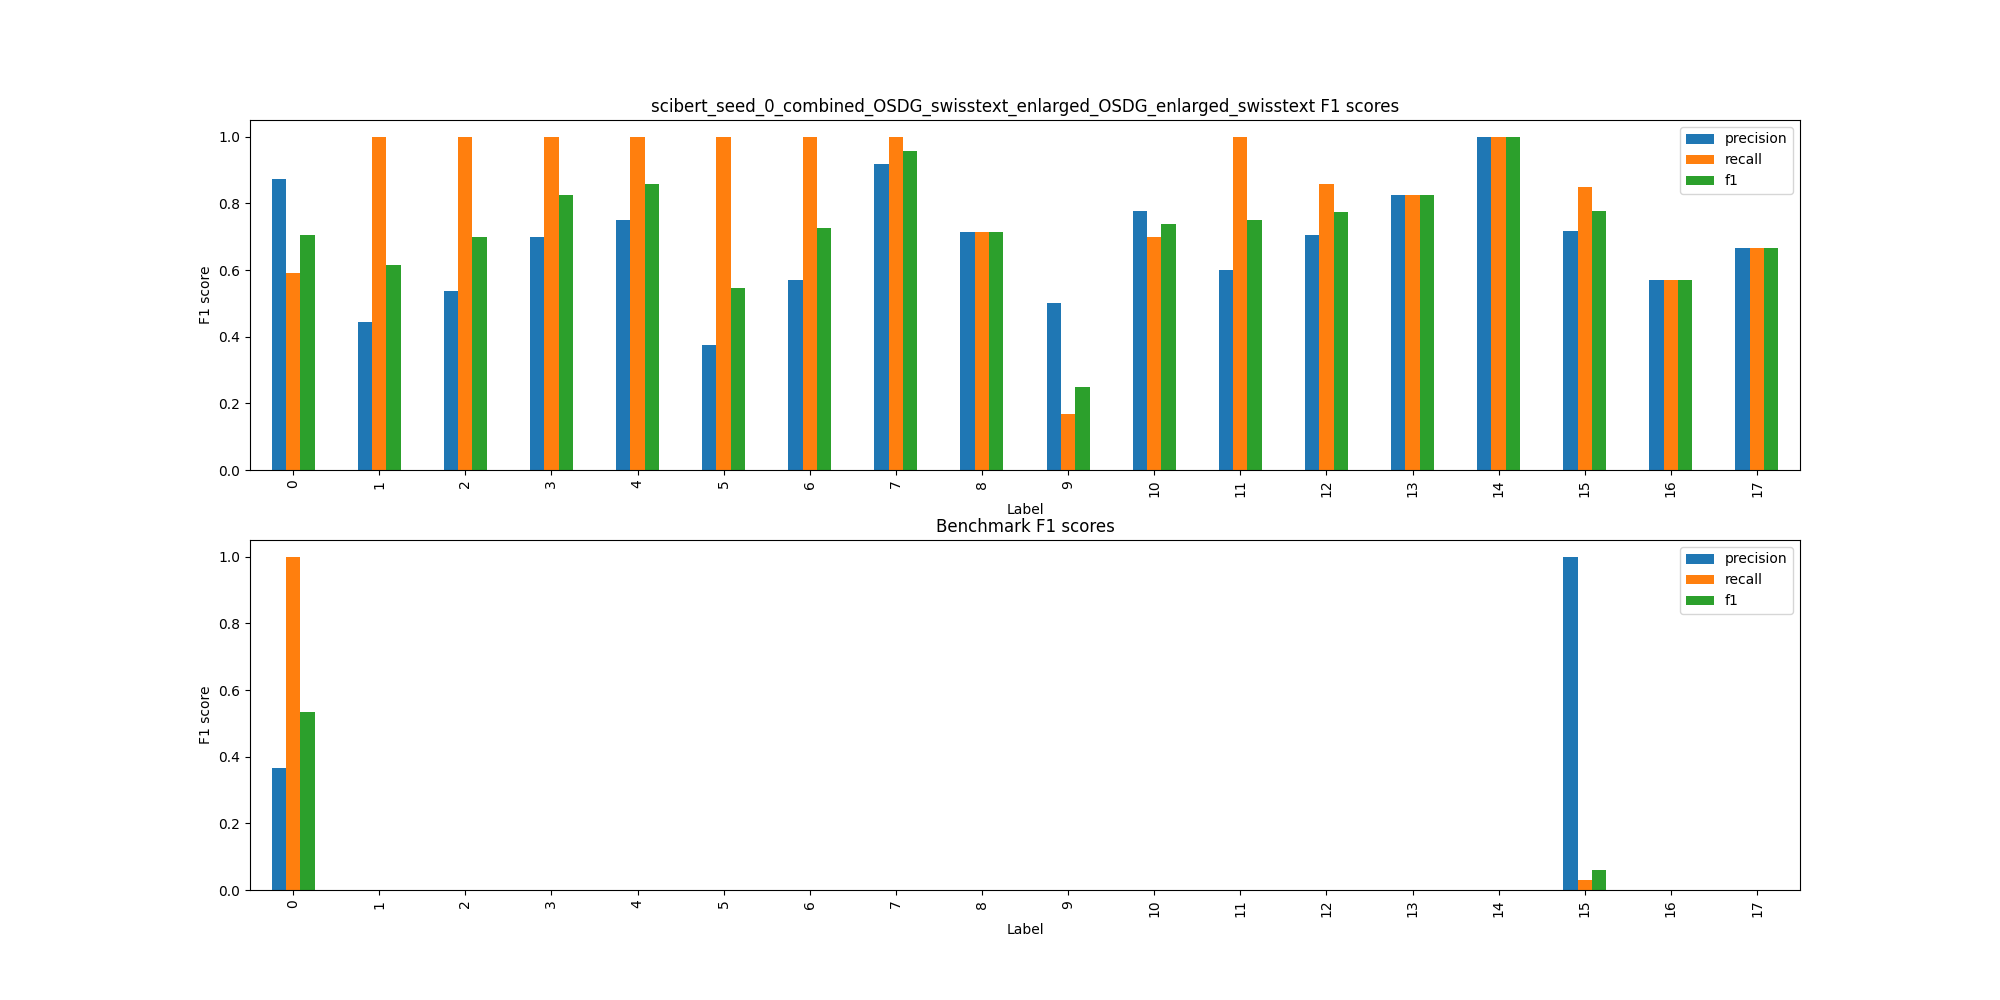 scibert_seed_0_combined_OSDG_swisstext_enlarged_OSDG_enlarged_swisstext F1 scores
1.0
0.8
0.6
0.4
0.2
0.0
F1 score
precision
recall
f1
0 1 2 3 4 5 6 7 8 9 10 11 12 13 14 15 16 17
Label
Benchmark F1 scores
1.0
0.8
0.6
0.4
0.2
0.0
F1 score
precision
recall
f1
0 1 2 3 4 5 6 7 8 9 10 11 12 13 14 15 16 17
Label